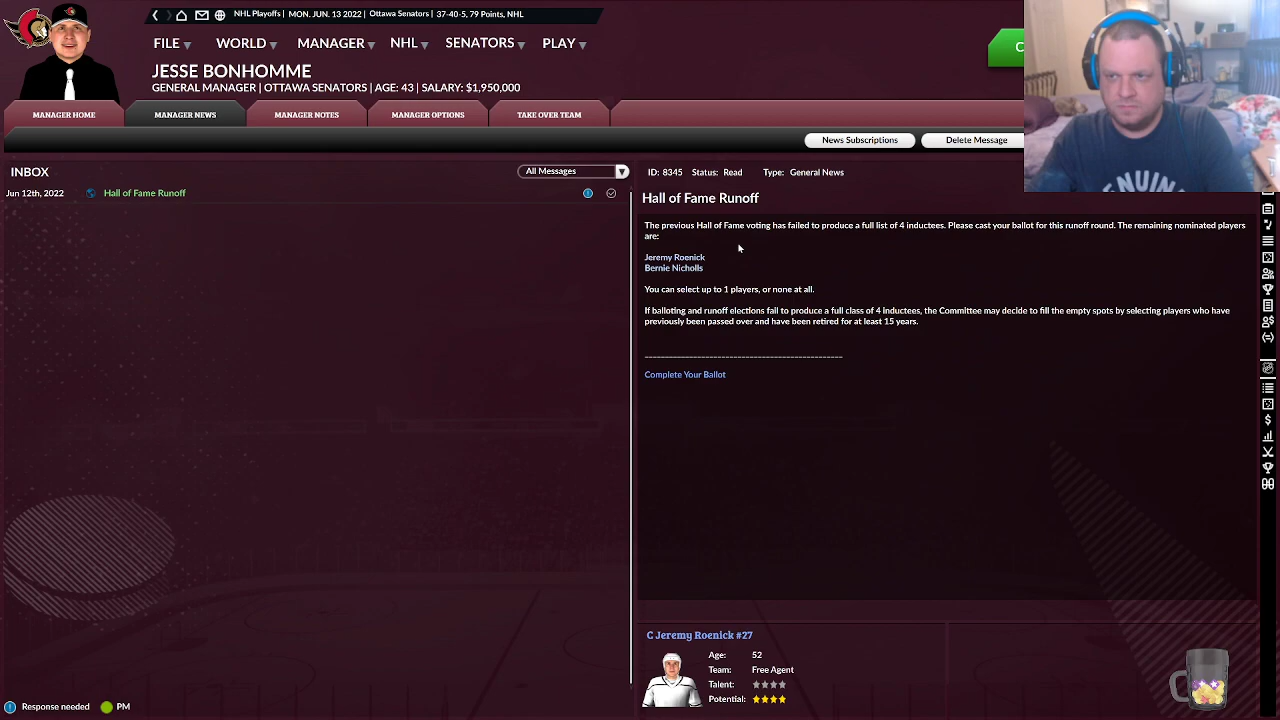 NHL Playoffs | MON. JUN. 13 2022 | Ottawa Senators | 37-40-5, 79 Points, NHL
FILE WORLD MANAGER NHL SENATORS PLAY
C
JESSE BONHOMME
GENERAL MANAGER | OTTAWA SENATORS | AGE: 43 | SALARY: $1,950,000
MANAGER HOME MANAGER NEWS MANAGER NOTES MANAGER OPTIONS TAKE OVER TEAM
News Subscriptions Delete Message
INBOX All Messages
Jun 12th, 2022 Hall of Fame Runoff
ID: 8345 Status: Read Type: General News
Hall of Fame Runoff
The previous Hall of Fame voting has failed to produce a full list of 4 inductees. Please cast your ballot for this runoff round. The remaining nominated players
are:
Jeremy Roenick
Bernie Nicholls
You can select up to 1 players, or none at all.
If balloting and runoff elections fail to produce a full class of 4 inductees, the Committee may decide to fill the empty spots by selecting players who have
previously been passed over and have been retired for at least 15 years.
Complete Your Ballot
C Jeremy Roenick #27
Age: 52
Team: Free Agent
Talent:
Potential:
Response needed PM